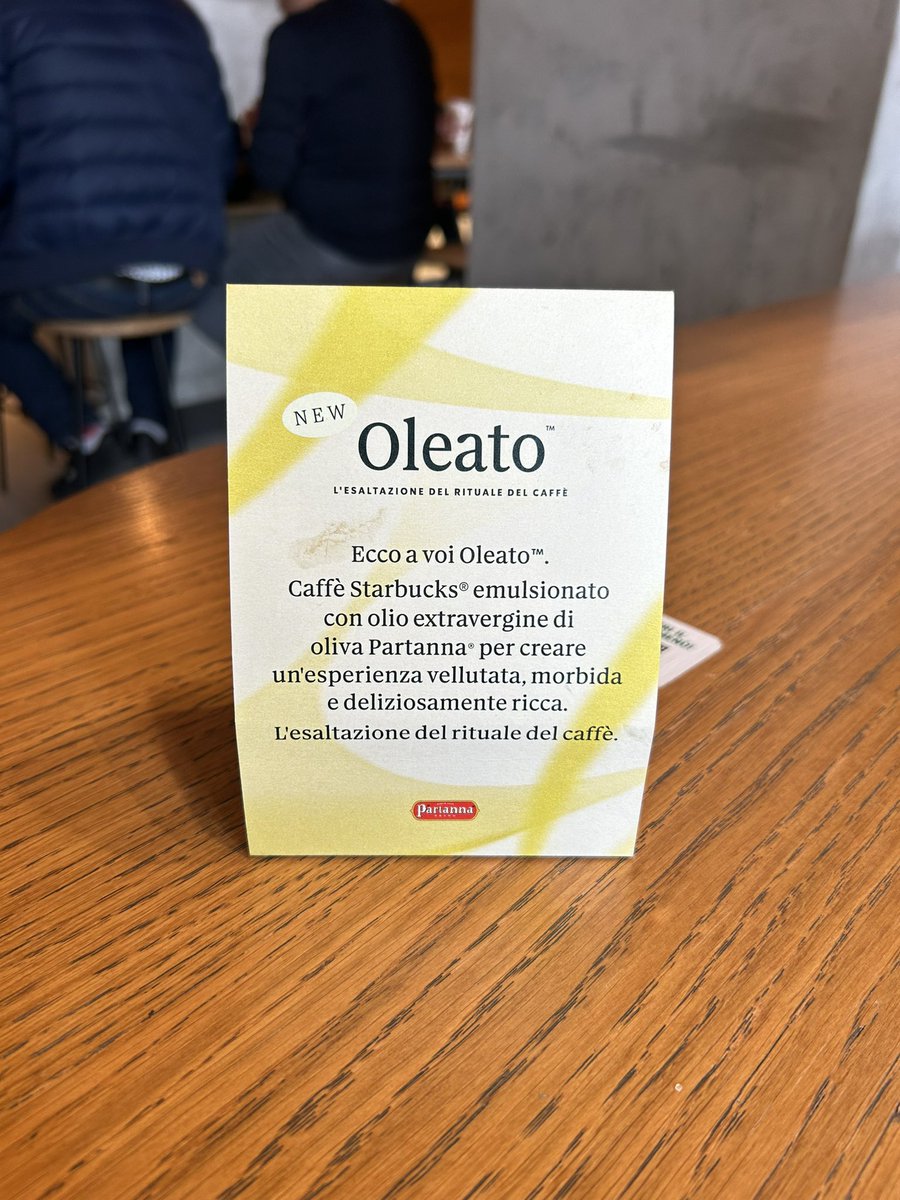 NEW
Oleato™
L'ESALTAZIONE DEL RITUALE DEL CAFFÈ
Ecco a voi Oleato™.
Caffè Starbucks® emulsionato
con olio extravergine di
oliva Partanna® per creare
un'esperienza vellutata, morbida
e deliziosamente ricca.
L'esaltazione del rituale del caffè.
Partanna